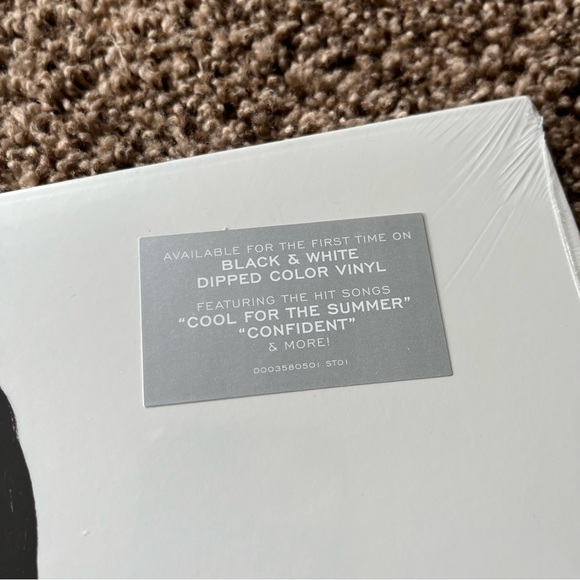 AVAILABLE FOR THE FIRST TIME ON
BLACK & WHITE
DIPPED COLOR VINYL
FEATURING THE HIT SONGS
“COOL FOR THE SUMMER”
“CONFIDENT”
& MORE!
D003580501 ST01